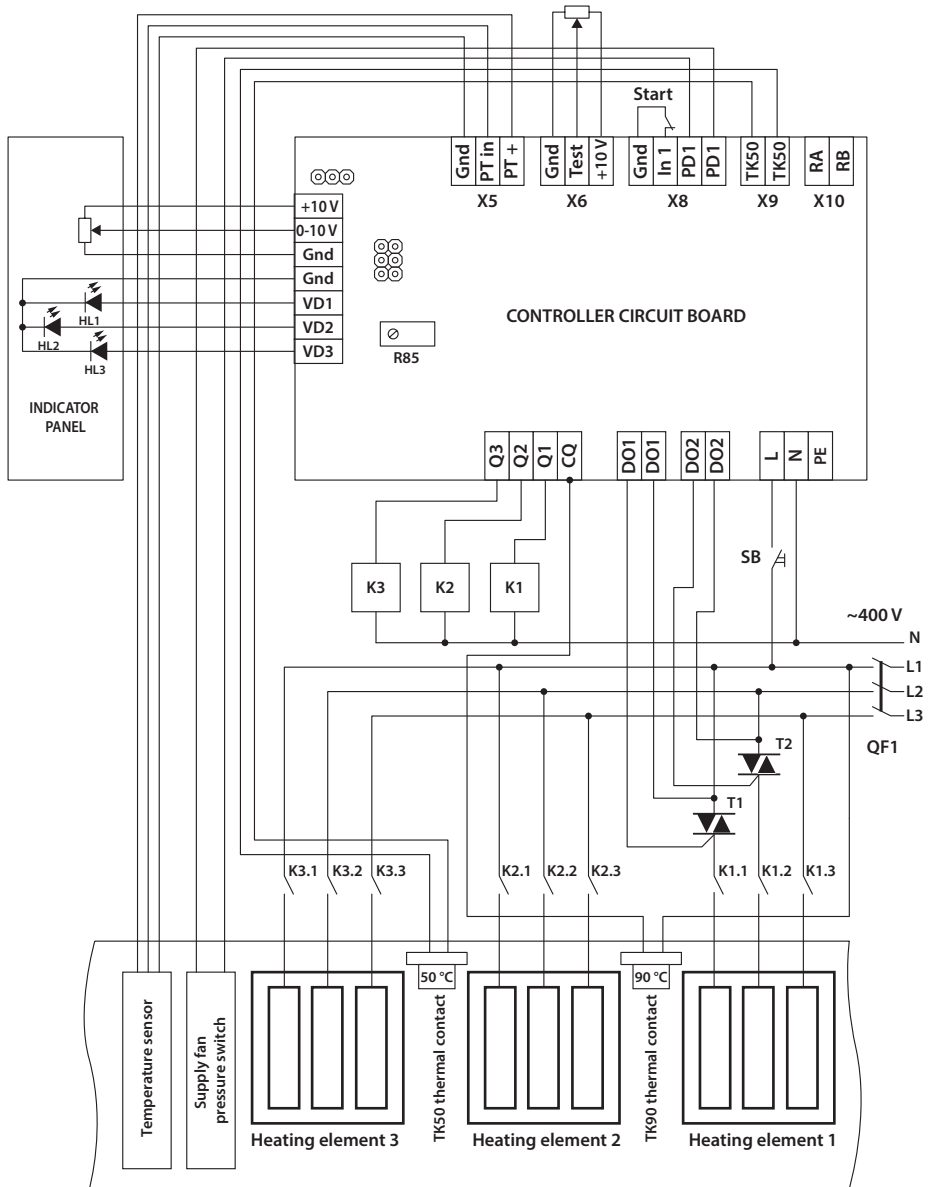 Start
Gnd
PT in
PT +
Gnd
Test
+10 V
Gnd
In 1
PD1
PD1
TK50
TK50
RA
RB
X5
X6
X8
X9
X10
+10 V
0-10 V
Gnd
Gnd
VD1
VD2
VD3
HL1
HL2
HL3
INDICATOR
PANEL
R85
CONTROLLER CIRCUIT BOARD
Q3
Q2
Q1
CQ
DO1
DO1
DO2
DO2
L
N
PE
SB
K3
K2
K1
~400 V
N
L1
L2
L3
QF1
T2
T1
K3.1
K3.2
K3.3
K2.1
K2.2
K2.3
K1.1
K1.2
K1.3
Temperature sensor
Supply fan
pressure switch
50 °C
TK50 thermal contact
90 °C
TK90 thermal contact
Heating element 3
Heating element 2
Heating element 1